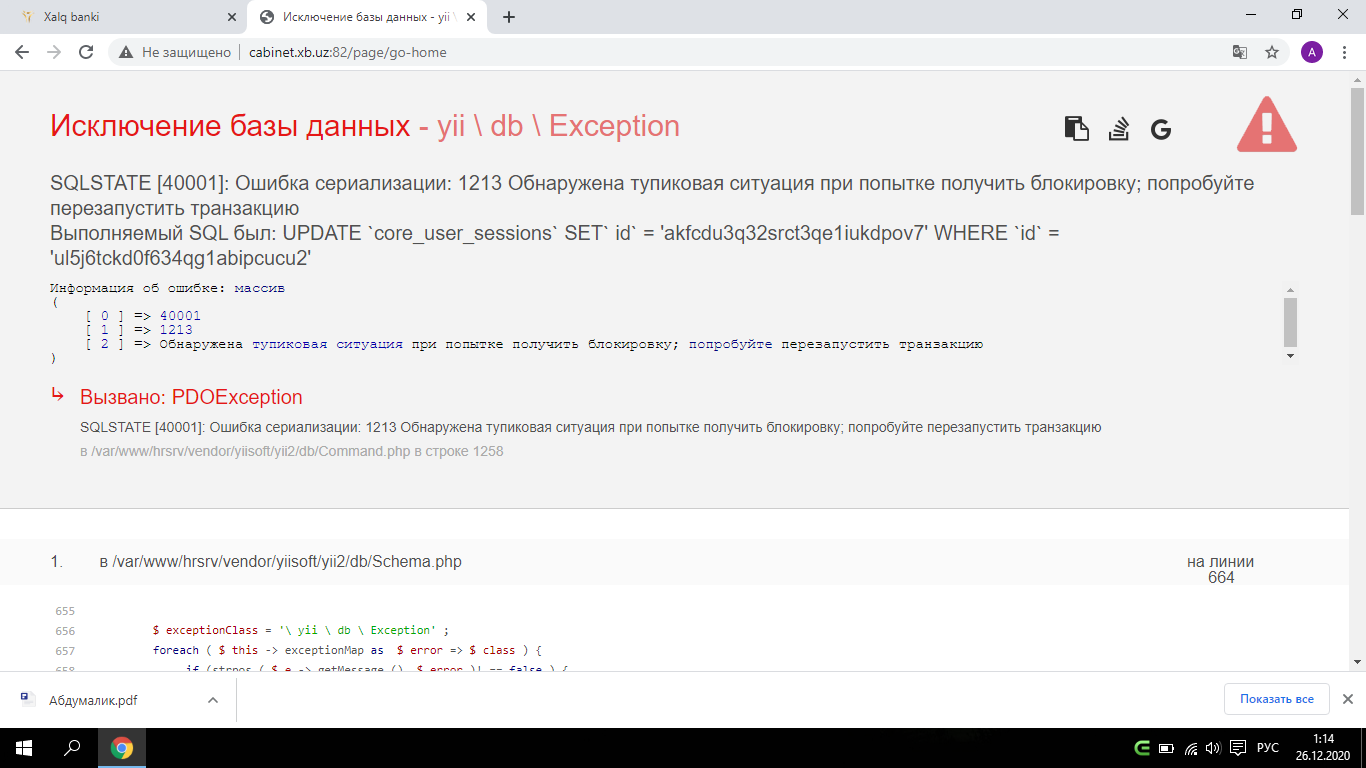 Xalq banki
Исключение базы данных - yii \
Не защищено
cabinet.xb.uz:82/page/go-home
A
Исключение базы данных - yii \ db \ Exception
SQLSTATE [40001]: Ошибка сериализации: 1213 Обнаружена тупиковая ситуация при попытке получить блокировку; попробуйте
перезапустить транзакцию
Выполняемый SQL был: UPDATE `core_user_sessions` SET` id` = 'akfcdu3q32srct3qe1iukdpov7' WHERE `id` =
'ul5j6tckd0f634qg1abipcucu2'
Информация об ошибке: массив
(
[ 0 ] => 40001
[ 1 ] => 1213
[ 2 ] => Обнаружена тупиковая ситуация при попытке получить блокировку; попробуйте перезапустить транзакцию
)
Вызвано: PDOException
SQLSTATE [40001]: Ошибка сериализации: 1213 Обнаружена тупиковая ситуация при попытке получить блокировку; попробуйте перезапустить транзакцию
в /var/www/hrsrv/vendor/yiisoft/yii2/db/Command.php в строке 1258
1. в /var/www/hrsrv/vendor/yiisoft/yii2/db/Schema.php
на линии
664
655
656 $ exceptionClass = '\ yii \ db \ Exception' ;
657 foreach ( $ this -> exceptionMap as $ error => $ class ) {
658 if (strpos ( $ e -> getMessage (), $ error )! == false ) {
Абдумалик.pdf
Показать все
РУС
1:14
26.12.2020